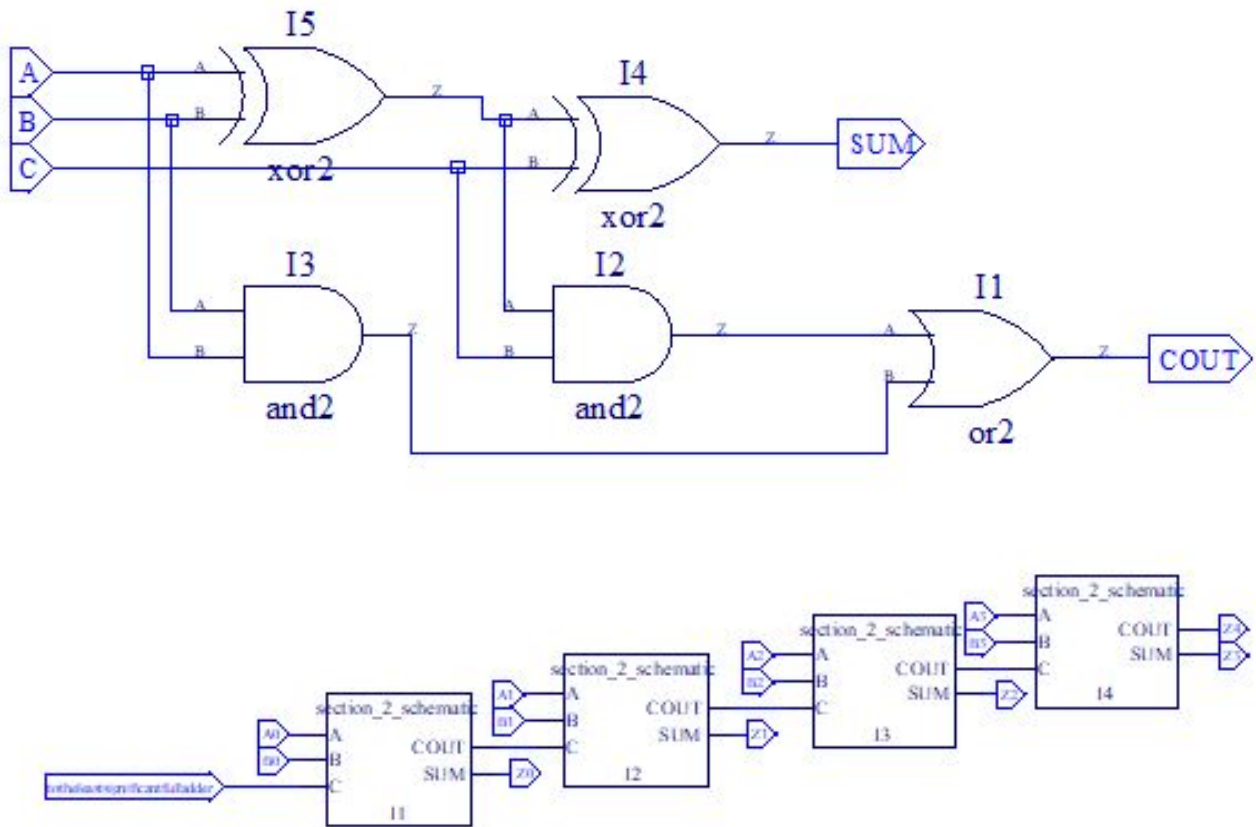 I5
A
A
Z
I4
B
B
A
Z
SUM
C
B
xor2
xor2
I3
I2
I1
A
Z
A
Z
A
B
B
B
Z
COUT
and2
and2
or2
section_2_schematic
A3
A
COUT
Z4
B3
B
SUM
Z3
C
I4
section_2_schematic
A2
A
COUT
B2
B
SUM
Z2
C
I3
section_2_schematic
A1
A
COUT
B1
B
SUM
Z1
C
I2
section_2_schematic
A0
A
COUT
B0
B
SUM
Z0
C
I1